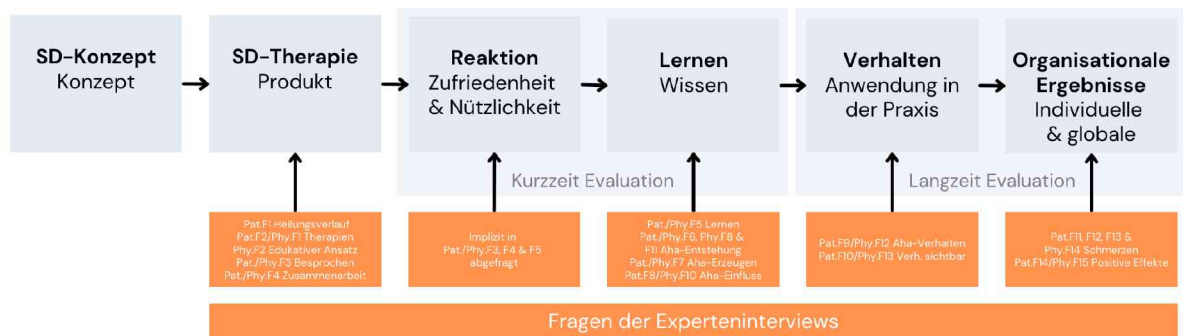 SD-Konzept
Konzept
SD-Therapie
Produkt
Reaktion
Zufriedenheit
& Nützlichkeit
Lernen
Wissen
Verhalten
Anwendung in
der Praxis
Organisationale
Ergebnisse
Individuelle
& globale
Kurzzeit Evaluation
Langzeit Evaluation
Pat.F1 Heilungsverlauf
Pat.F2/Phy.F1 Therapien
Phy.F2 Edukativer Ansatz
Pat./Phy.F3 Besprochen
Pat./Phy.F4 Zusammenarbeit
Implizit in
Pat./Phy.F3, F4 & F5
abgefragt
Pat./Phy.F5 Lernen
Pat./Phy.F6, Phy.F8 &
F11 Aha-Entstehung
Pat./Phy.F7 Aha-Erzeugen
Pat.F8/Phy.F10 Aha-Einfluss
Pat.F9/Phy.F12 Aha-Verhalten
Pat.F10/Phy.F13 Verh. sichtbar
Pat.F11, F12, F13 &
Phy.F14 Schmerzen
Pat.F14/Phy.F15 Positive Effekte
Fragen der Experteninterviews